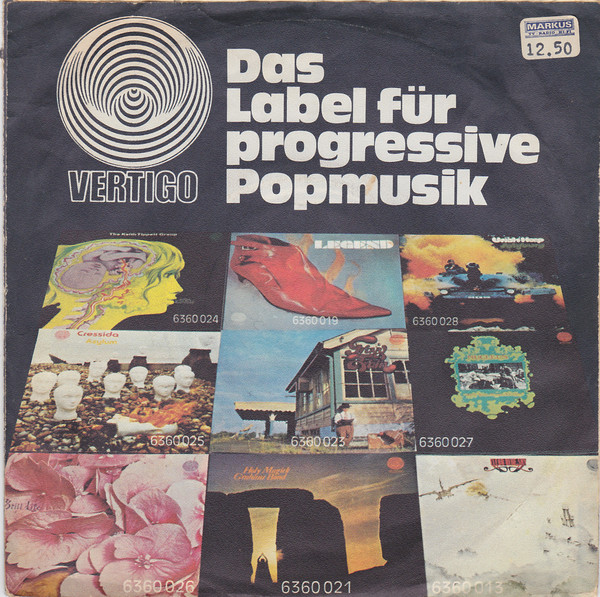 MARKUS
12.50
Das
Label für
progressive
Popmusik
VERTIGO
The Keith Tippett Group
6360 024
LEGEND
6360 019
Uriah Heep
6360 028
Cressida
Asylum
6360 025
6360 023
6360 027
6360 026
Holy Magick
Graham Bond
6360 021
6360 013